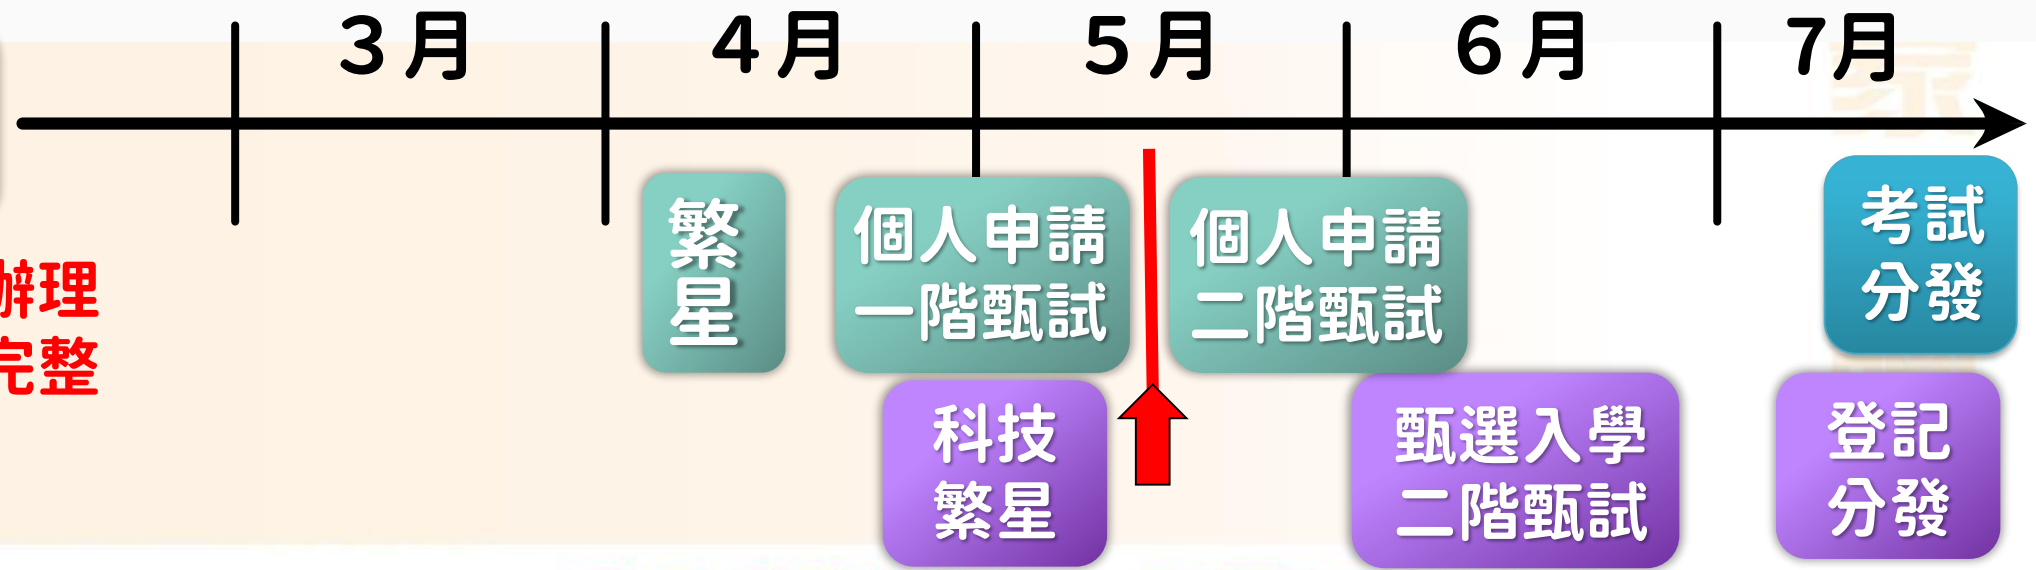 3月
4月
5月
6月
7月
繁
星
個人申請
一階甄試
個人申請
二階甄試
考試
分發
辦理
完整
科技
繁星
甄選入學
二階甄試
登記
分發